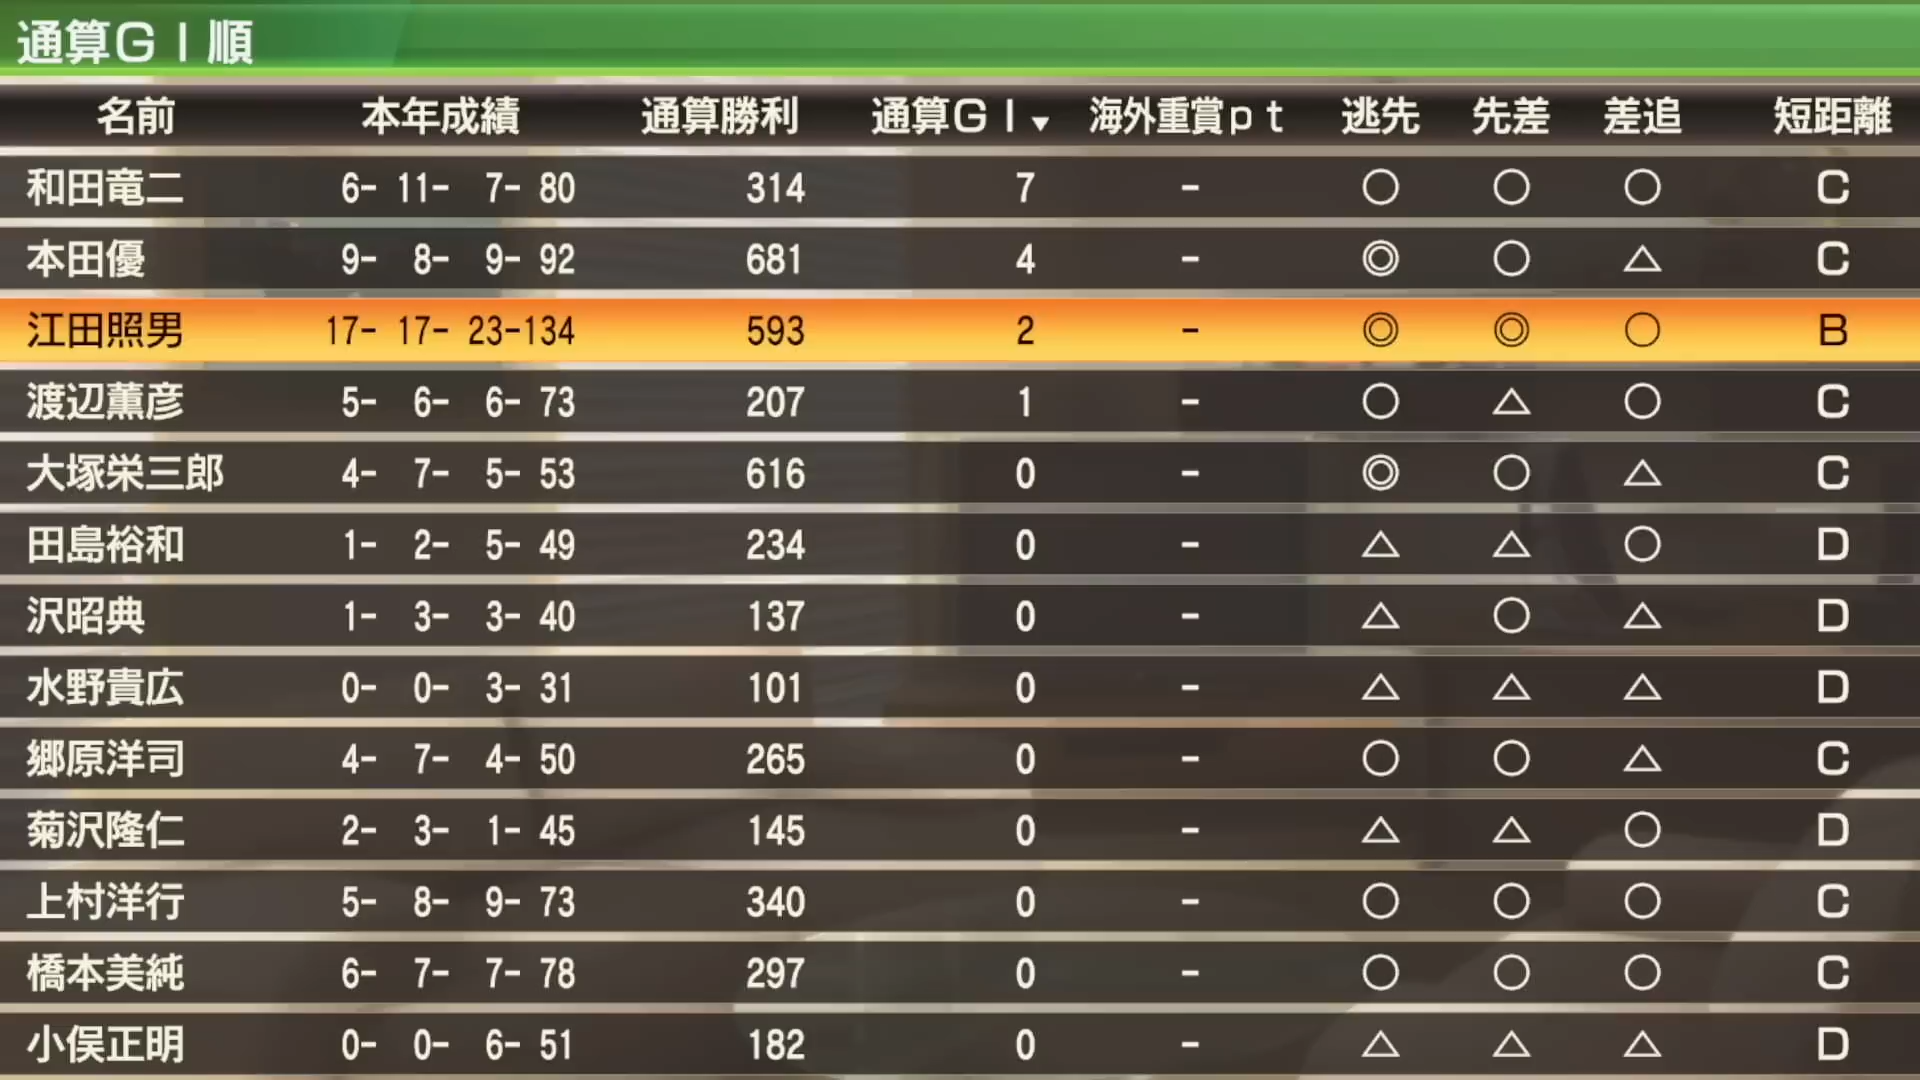 通算GⅠ順
名前 本年成績 通算勝利 通算GⅠ▼ 海外重賞pt 逃先 先差 差追 短距離
和田竜二 6- 11- 7- 80 314 7 - ○ ○ ○ C
本田優 9- 8- 9- 92 681 4 - ◎ ○ △ C
江田照男 17- 17- 23-134 593 2 - ◎ ◎ ○ B
渡辺薫彦 5- 6- 6- 73 207 1 - ○ △ ○ C
大塚栄三郎 4- 7- 5- 53 616 0 - ◎ ○ △ C
田島裕和 1- 2- 5- 49 234 0 - △ △ ○ D
沢昭典 1- 3- 3- 40 137 0 - △ ○ △ D
水野貴広 0- 0- 3- 31 101 0 - △ △ △ D
郷原洋司 4- 7- 4- 50 265 0 - ○ ○ △ C
菊沢隆仁 2- 3- 1- 45 145 0 - △ △ ○ D
上村洋行 5- 8- 9- 73 340 0 - ○ ○ ○ C
橋本美純 6- 7- 7- 78 297 0 - ○ ○ ○ C
小俣正明 0- 0- 6- 51 182 0 - △ △ △ D